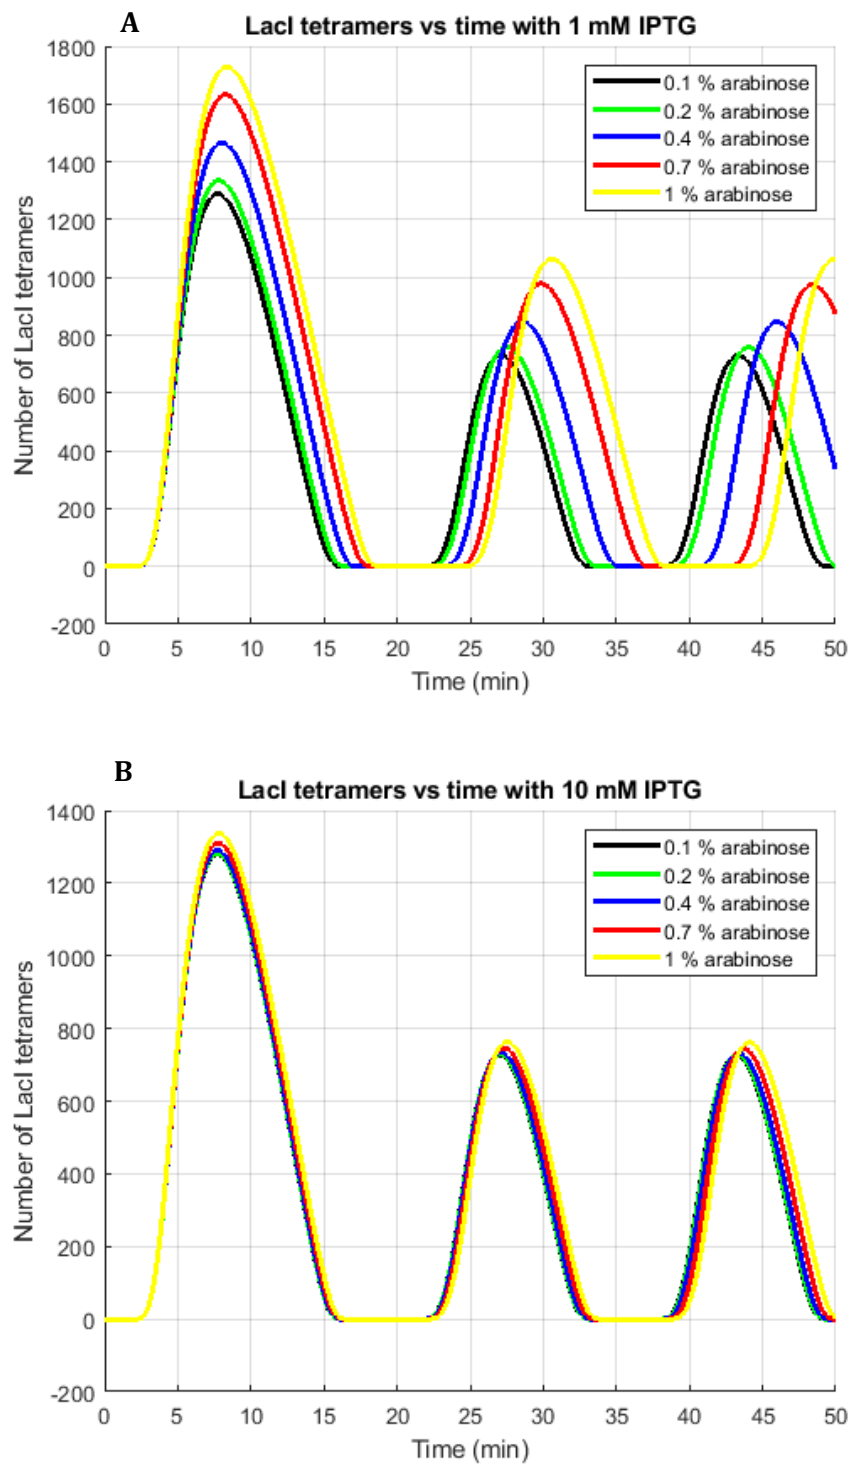 A
LacI tetramers vs time with 1 mM IPTG
1800
1600
1400
1200
1000
800
600
400
200
0
-200
Number of LacI tetramers
0.1 % arabinose
0.2 % arabinose
0.4 % arabinose
0.7 % arabinose
1 % arabinose
0 5 10 15 20 25 30 35 40 45 50
Time (min)
B
LacI tetramers vs time with 10 mM IPTG
1400
1200
1000
800
600
400
200
0
-200
Number of LacI tetramers
0.1 % arabinose
0.2 % arabinose
0.4 % arabinose
0.7 % arabinose
1 % arabinose
0 5 10 15 20 25 30 35 40 45 50
Time (min)